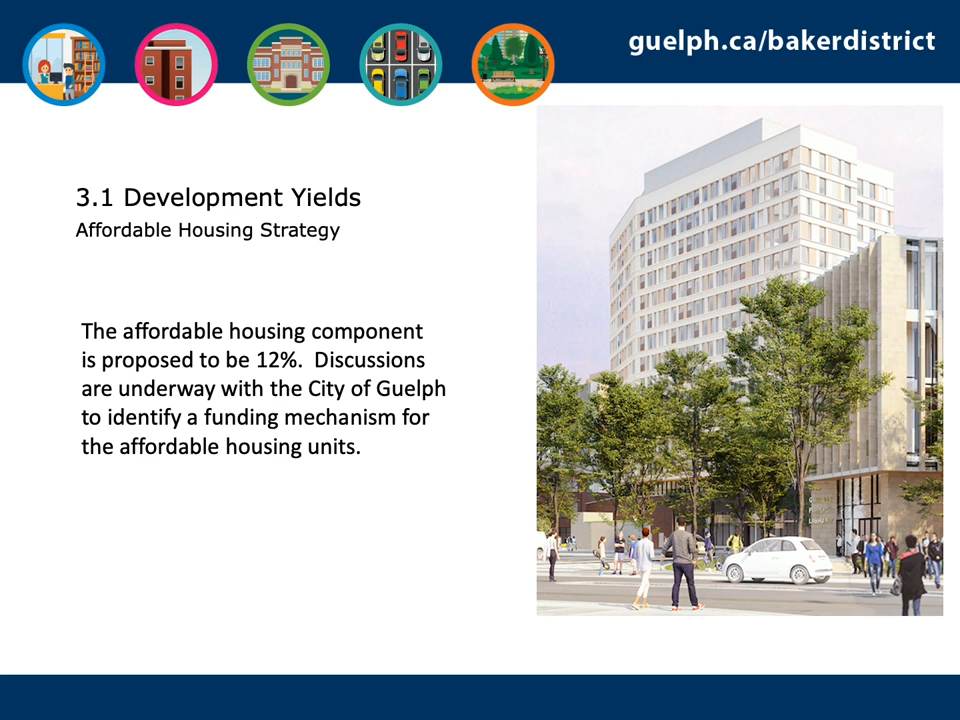 guelph.ca/bakerdistrict
3.1 Development Yields
Affordable Housing Strategy
The affordable housing component
is proposed to be 12%. Discussions
are underway with the City of Guelph
to identify a funding mechanism for
the affordable housing units.